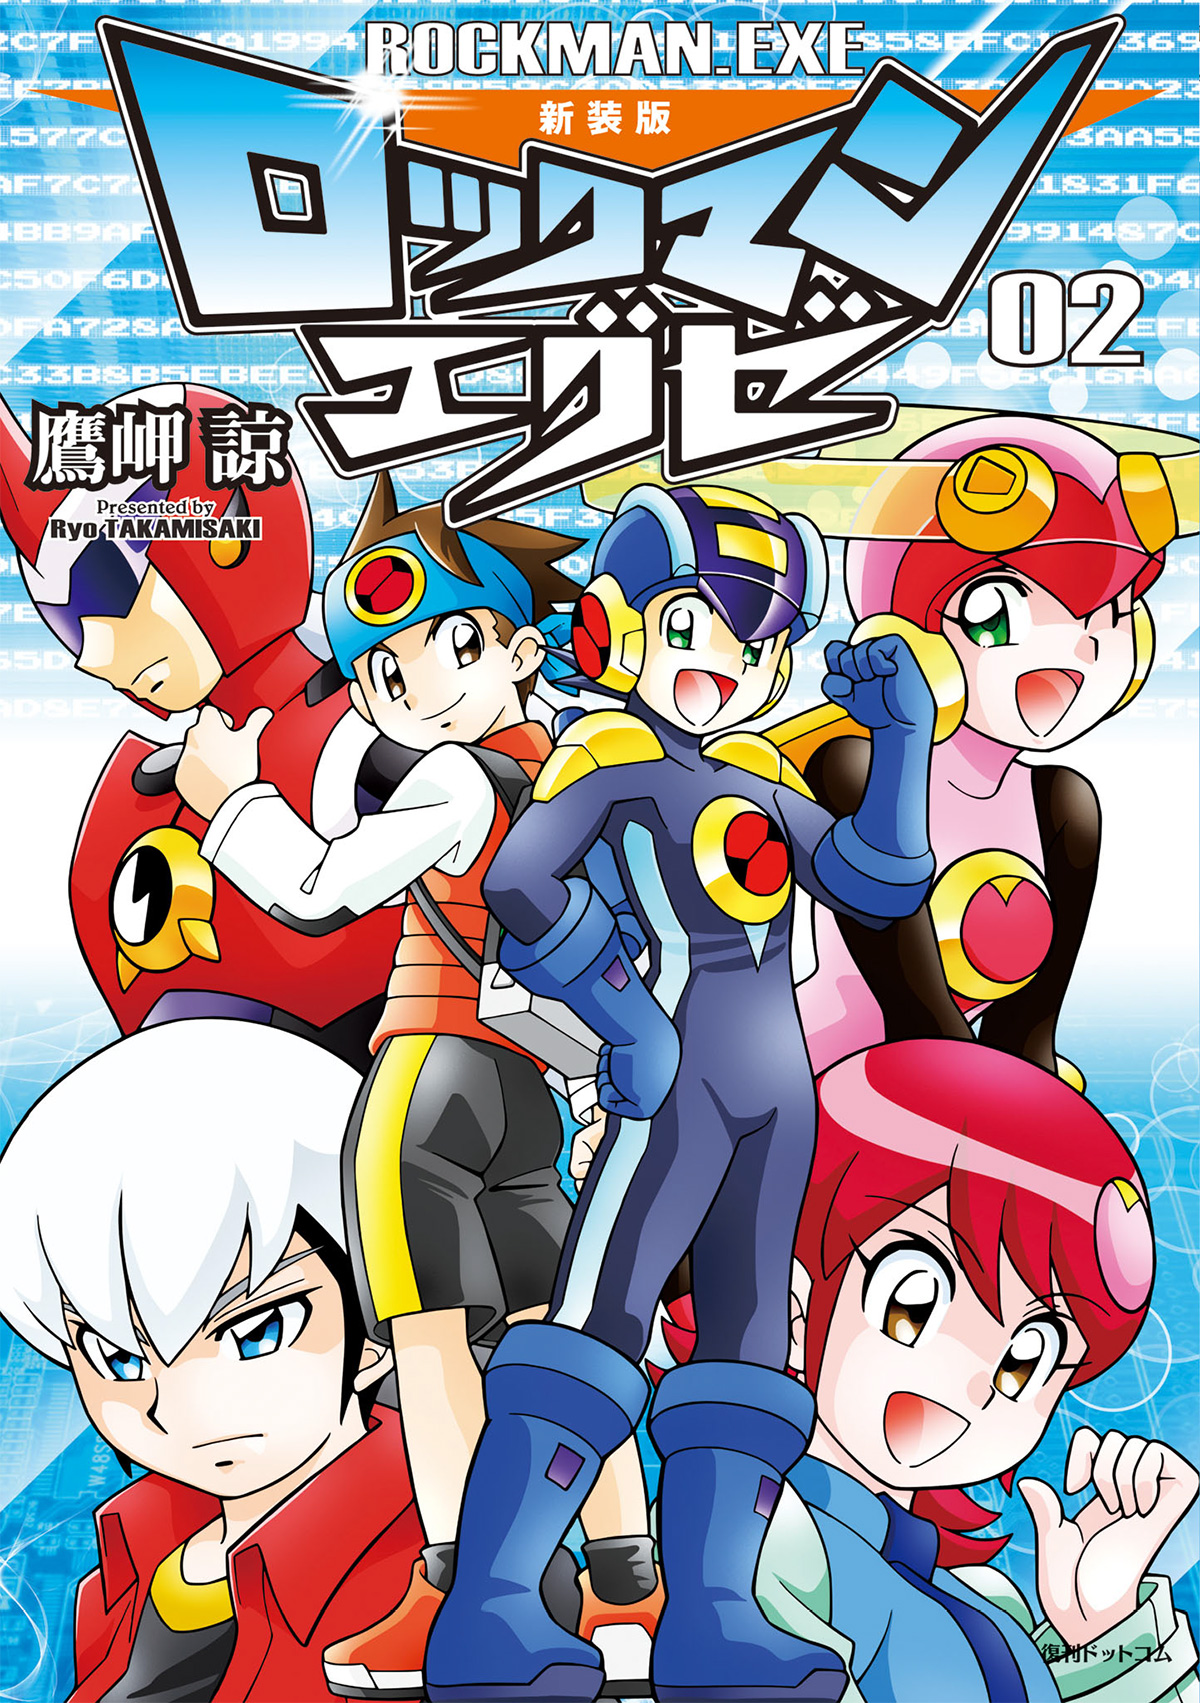 ROCKMAN.EXE
新装版
ロックマン
エグゼ
02
鷹岬 諒
Presented by
Ryo TAKAMISAKI
復刊ドットコム